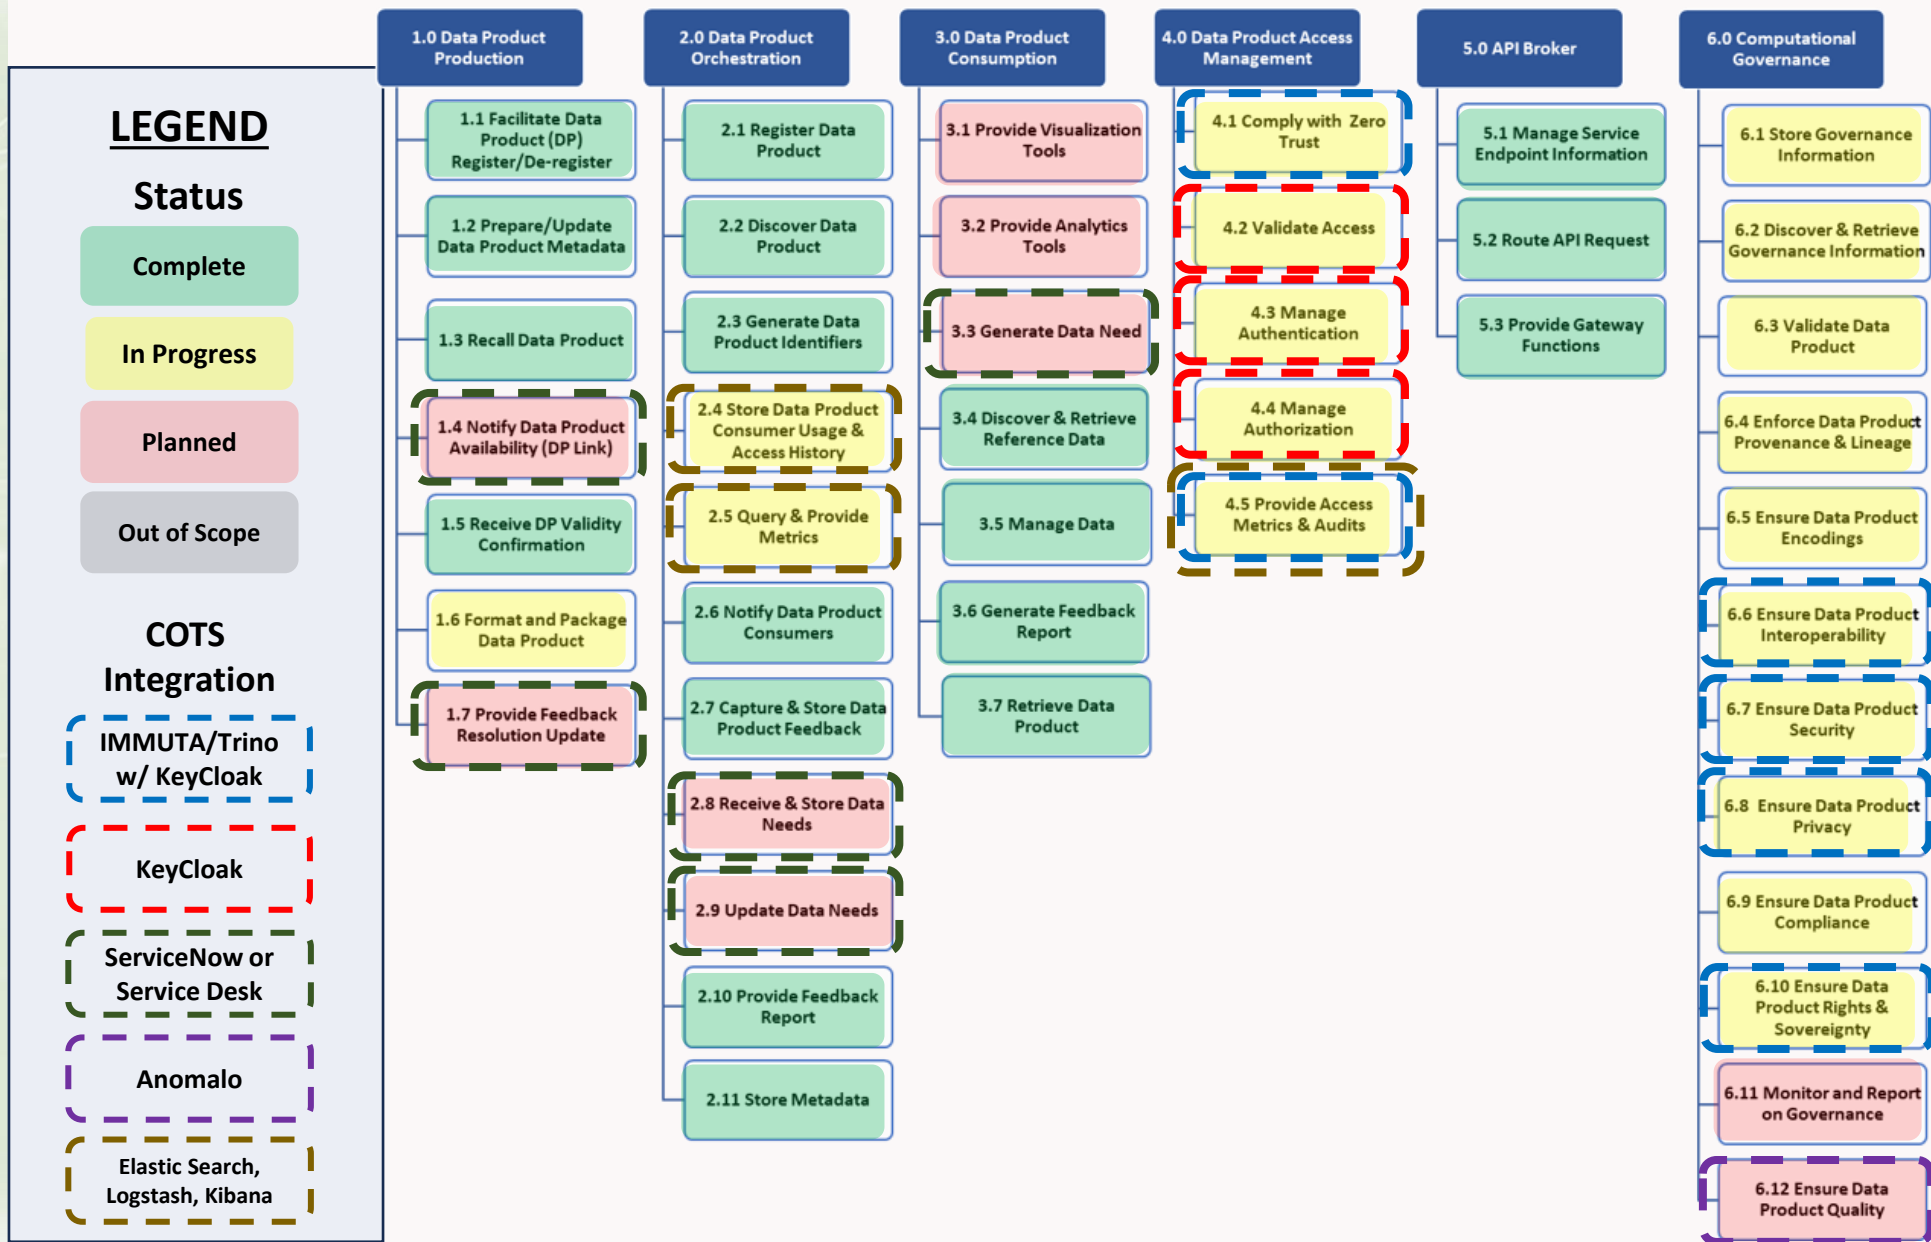 LEGEND
Status
Complete
In Progress
Planned
Out of Scope
COTS
Integration
IMMUTA/Trino
w/ KeyCloak
KeyCloak
ServiceNow or
Service Desk
Anomalo
Elastic Search,
Logstash, Kibana
1.0 Data Product
Production
1.1 Facilitate Data
Product (DP)
Register/De-register
1.2 Prepare/Update
Data Product Metadata
1.3 Recall Data Product
1.4 Notify Data Product
Availability (DP Link)
1.5 Receive DP Validity
Confirmation
1.6 Format and Package
Data Product
1.7 Provide Feedback
Resolution Update
2.0 Data Product
Orchestration
2.1 Register Data
Product
2.2 Discover Data
Product
2.3 Generate Data
Product Identifiers
2.4 Store Data Product
Consumer Usage &
Access History
2.5 Query & Provide
Metrics
2.6 Notify Data Product
Consumers
2.7 Capture & Store Data
Product Feedback
2.8 Receive & Store Data
Needs
2.9 Update Data Needs
2.10 Provide Feedback
Report
2.11 Store Metadata
3.0 Data Product
Consumption
3.1 Provide Visualization
Tools
3.2 Provide Analytics
Tools
3.3 Generate Data Need
3.4 Discover & Retrieve
Reference Data
3.5 Manage Data
3.6 Generate Feedback
Report
3.7 Retrieve Data
Product
4.0 Data Product Access
Management
4.1 Comply with Zero
Trust
4.2 Validate Access
4.3 Manage
Authentication
4.4 Manage
Authorization
4.5 Provide Access
Metrics & Audits
5.0 API Broker
5.1 Manage Service
Endpoint Information
5.2 Route API Request
5.3 Provide Gateway
Functions
6.0 Computational
Governance
6.1 Store Governance
Information
6.2 Discover & Retrieve
Governance Information
6.3 Validate Data
Product
6.4 Enforce Data Product
Provenance & Lineage
6.5 Ensure Data Product
Encodings
6.6 Ensure Data Product
Interoperability
6.7 Ensure Data Product
Security
6.8 Ensure Data Product
Privacy
6.9 Ensure Data Product
Compliance
6.10 Ensure Data
Product Rights &
Sovereignty
6.11 Monitor and Report
on Governance
6.12 Ensure Data
Product Quality